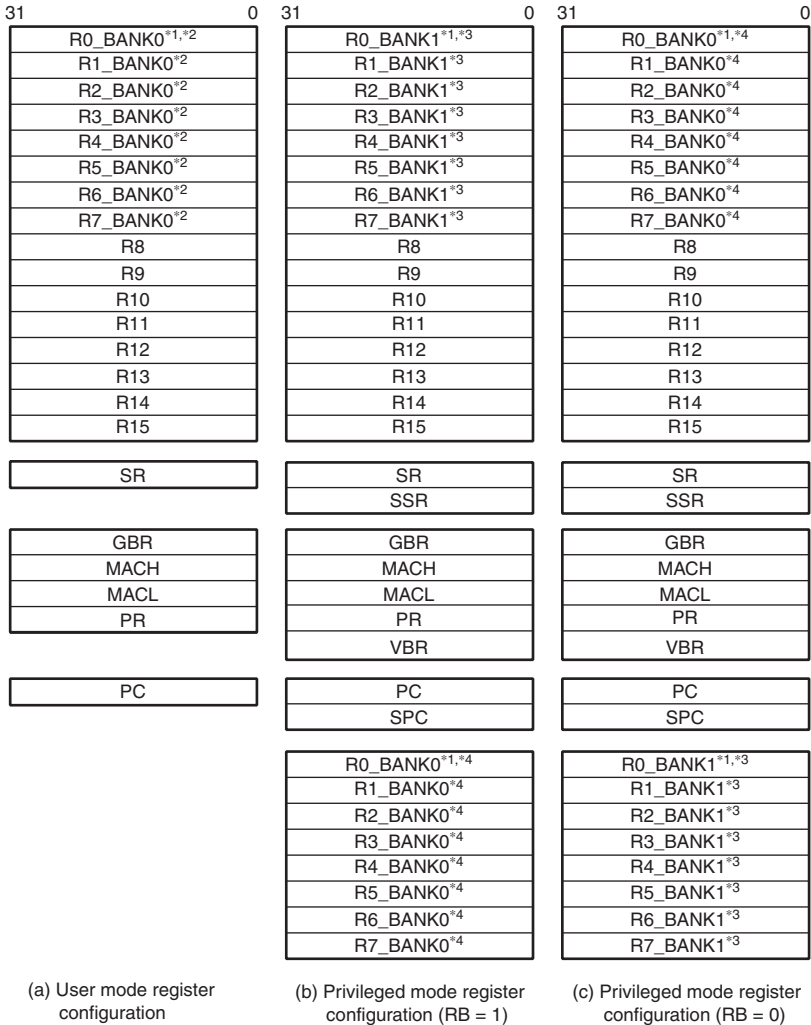 31 0
R0_BANK0*1,*2
R1_BANK0*2
R2_BANK0*2
R3_BANK0*2
R4_BANK0*2
R5_BANK0*2
R6_BANK0*2
R7_BANK0*2
R8
R9
R10
R11
R12
R13
R14
R15
SR
GBR
MACH
MACL
PR
PC
(a) User mode register
configuration
31 0
R0_BANK1*1,*3
R1_BANK1*3
R2_BANK1*3
R3_BANK1*3
R4_BANK1*3
R5_BANK1*3
R6_BANK1*3
R7_BANK1*3
R8
R9
R10
R11
R12
R13
R14
R15
SR
SSR
GBR
MACH
MACL
PR
VBR
PC
SPC
R0_BANK0*1,*4
R1_BANK0*4
R2_BANK0*4
R3_BANK0*4
R4_BANK0*4
R5_BANK0*4
R6_BANK0*4
R7_BANK0*4
(b) Privileged mode register
configuration (RB = 1)
31 0
R0_BANK0*1,*4
R1_BANK0*4
R2_BANK0*4
R3_BANK0*4
R4_BANK0*4
R5_BANK0*4
R6_BANK0*4
R7_BANK0*4
R8
R9
R10
R11
R12
R13
R14
R15
SR
SSR
GBR
MACH
MACL
PR
VBR
PC
SPC
R0_BANK1*1,*3
R1_BANK1*3
R2_BANK1*3
R3_BANK1*3
R4_BANK1*3
R5_BANK1*3
R6_BANK1*3
R7_BANK1*3
(c) Privileged mode register
configuration (RB = 0)